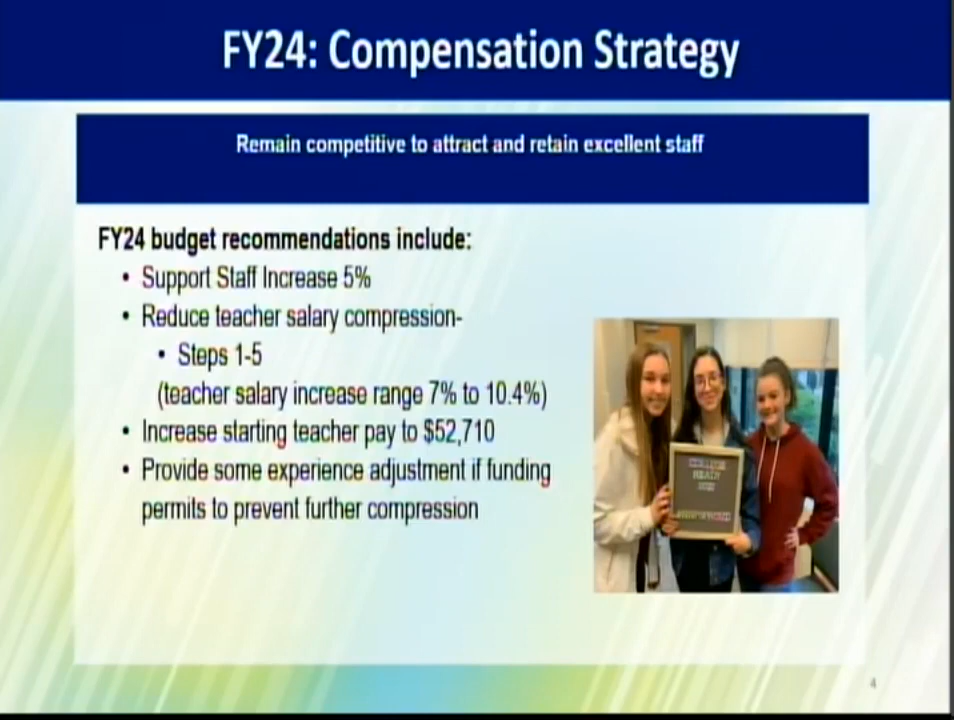 FY24: Compensation Strategy
Remain competitive to attract and retain excellent staff
FY24 budget recommendations include:
• Support Staff Increase 5%
• Reduce teacher salary compression-
• Steps 1-5
(teacher salary increase range 7% to 10.4%)
• Increase starting teacher pay to $52,710
• Provide some experience adjustment if funding
permits to prevent further compression
COLLEGE
READY
4